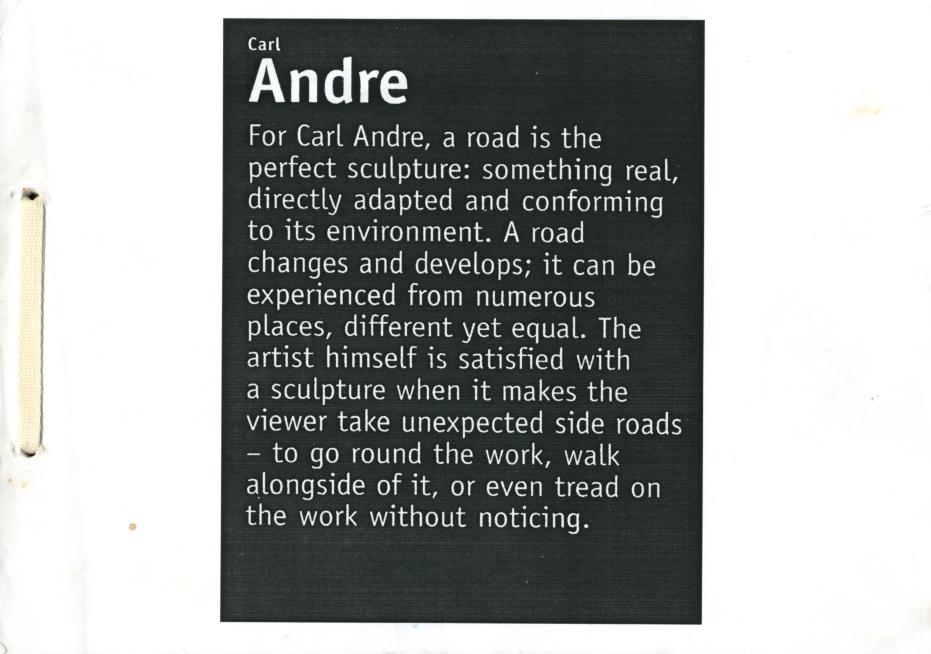 Carl
Andre
For Carl Andre, a road is the
perfect sculpture: something real,
directly adapted and conforming
to its environment. A road
changes and develops; it can be
experienced from numerous
places, different yet equal. The
artist himself is satisfied with
a sculpture when it makes the
viewer take unexpected side roads
– to go round the work, walk
alongside of it, or even tread on
the work without noticing.